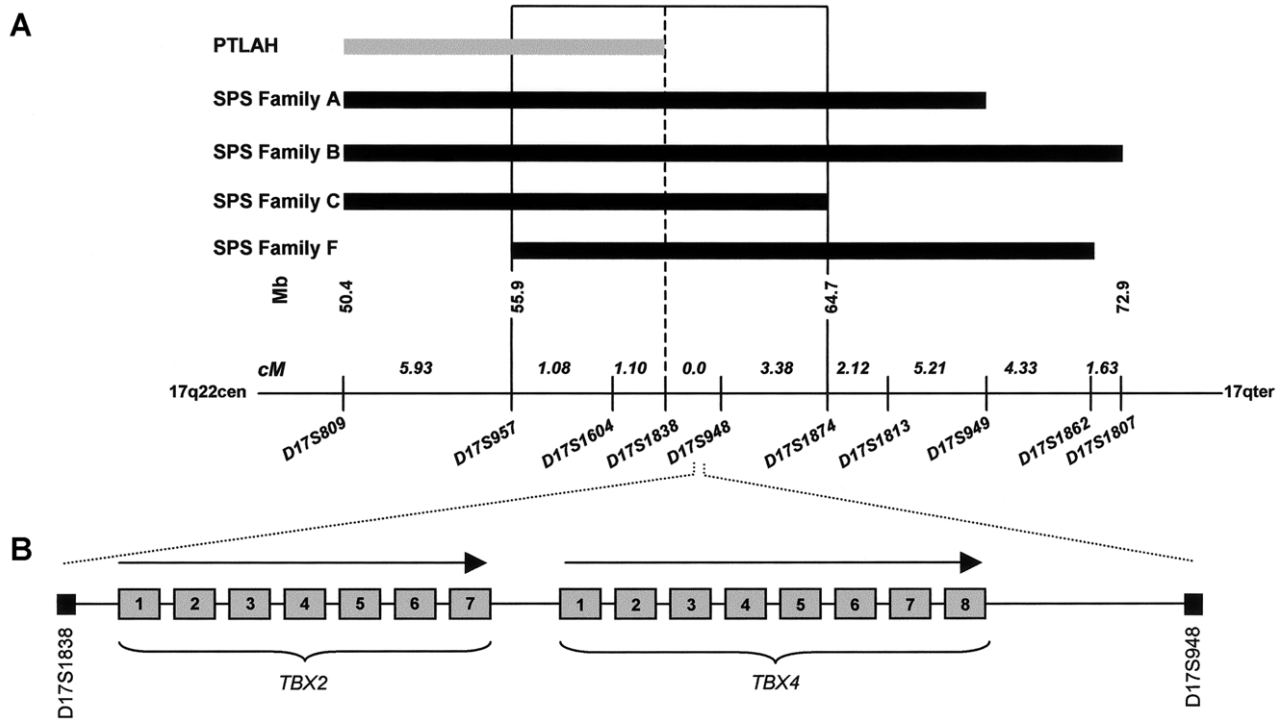 A
PTLAH
SPS Family A
SPS Family B
SPS Family C
SPS Family F
Mb
50.4
55.9
64.7
72.9
cM
5.93
1.08
1.10
0.0
3.38
2.12
5.21
4.33
1.63
17q22cen
17qter
D17S809
D17S957
D17S1604
D17S1838
D17S948
D17S1874
D17S1813
D17S949
D17S1862
D17S1807
B
1 2 3 4 5 6 7
1 2 3 4 5 6 7 8
D17S1838
TBX2
TBX4
D17S948